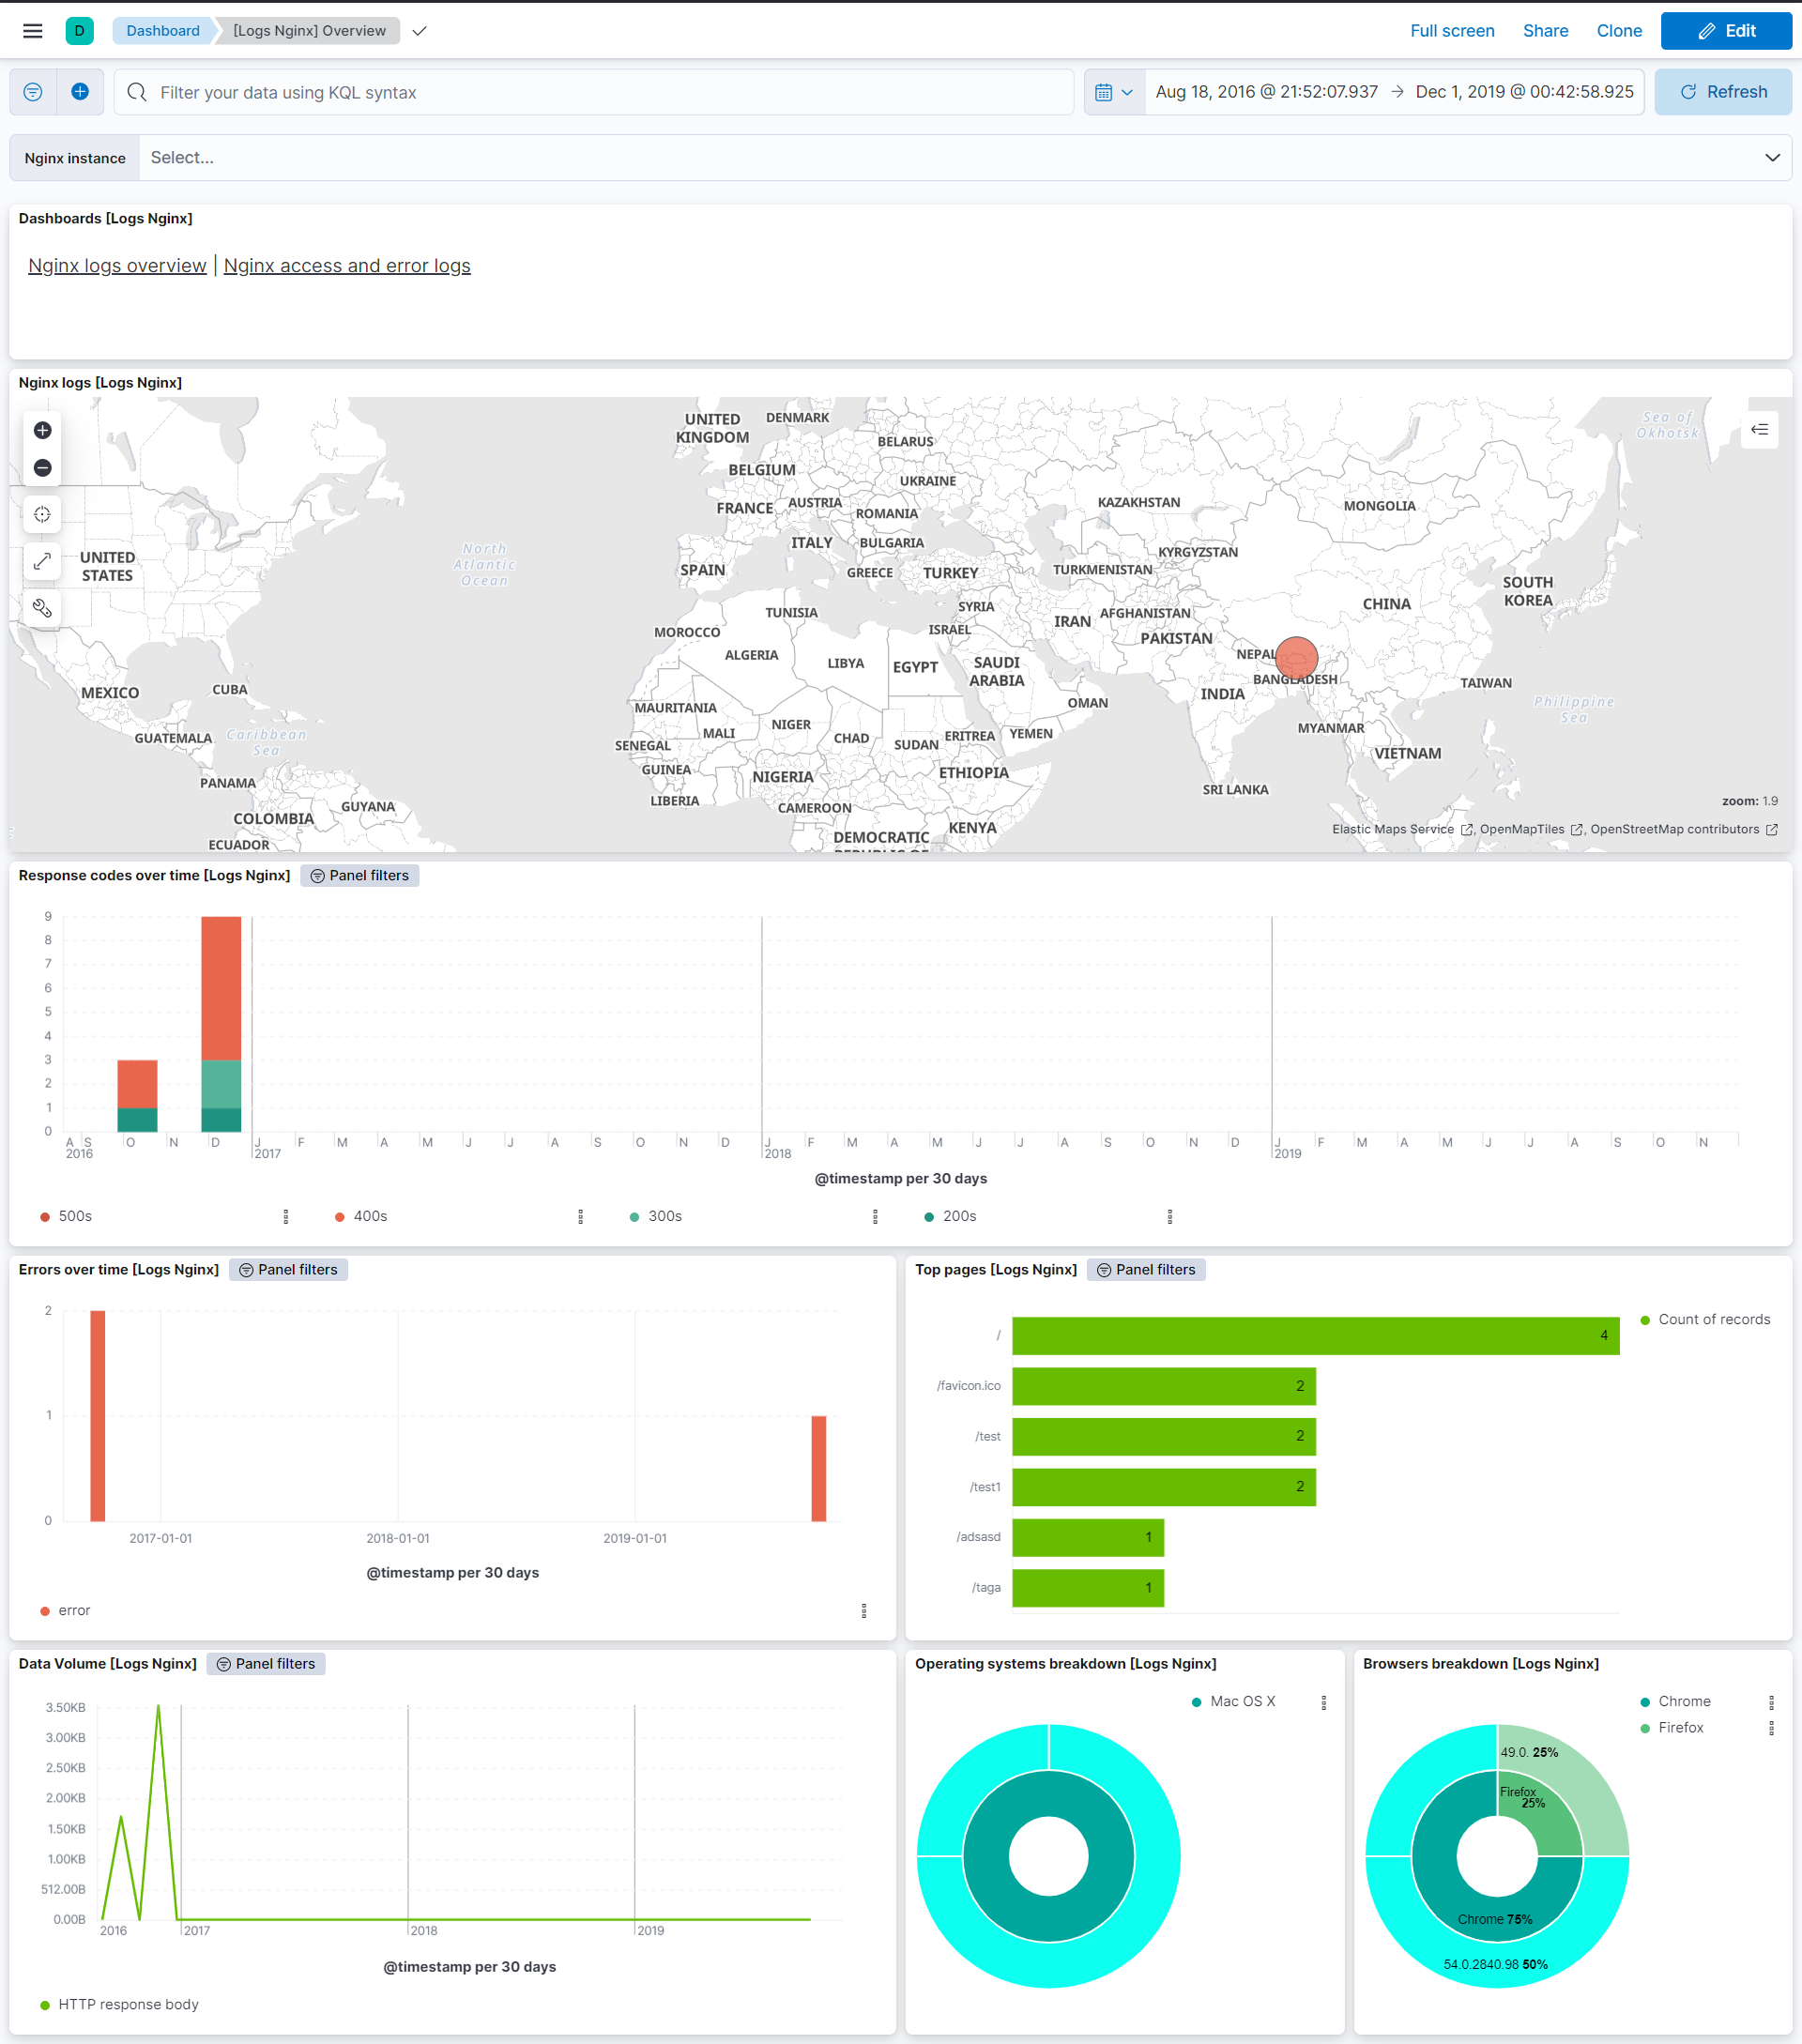 D
Dashboard
[Logs Nginx] Overview
Full screen
Share
Clone
Edit
Filter your data using KQL syntax
Aug 18, 2016 @ 21:52:07.937 → Dec 1, 2019 @ 00:42:58.925
Refresh
Nginx instance
Select...
Dashboards [Logs Nginx]
Nginx logs overview | Nginx access and error logs
Nginx logs [Logs Nginx]
UNITED
KINGDOM
DENMARK
Sea of
Okhotsk
BELARUS
BELGIUM
UKRAINE
FRANCE
AUSTRIA
ROMANIA
KAZAKHSTAN
MONGOLIA
ITALY
BULGARIA
North
Atlantic
Ocean
UNITED
STATES
KYRGYZSTAN
SPAIN
GREECE
TURKEY
TURKMENISTAN
SOUTH
KOREA
TUNISIA
SYRIA
AFGHANISTAN
CHINA
MOROCCO
ISRAEL
IRAN
PAKISTAN
ALGERIA
LIBYA
EGYPT
SAUDI
ARABIA
NEPAL
BANGLADESH
TAIWAN
MEXICO
CUBA
INDIA
OMAN
Philippine
Sea
MAURITANIA
NIGER
MALI
CHAD
SUDAN
ERITREA
YEMEN
MYANMAR
GUATEMALA
Caribbean
Sea
SENEGAL
VIETNAM
GUINEA
NIGERIA
ETHIOPIA
PANAMA
SRI LANKA
LIBERIA
CAMEROON
GUYANA
COLOMBIA
KENYA
ECUADOR
DEMOCRATIC
REPUBLIC OF
zoom: 1.9
Elastic Maps Service , OpenMapTiles , OpenStreetMap contributors
Response codes over time [Logs Nginx]
Panel filters
9
8
7
6
5
4
3
2
1
0
A S O N D J F M A M J J A S O N D J F M A M J J A S O N D J F M A M J J A S O N
2016 2017 2018 2019
@timestamp per 30 days
500s
400s
300s
200s
Errors over time [Logs Nginx]
Panel filters
2
1
0
2017-01-01
2018-01-01
2019-01-01
@timestamp per 30 days
error
Top pages [Logs Nginx]
Panel filters
Count of records
/ 4
/favicon.ico 2
/test 2
/test1 2
/adsasd 1
/taga 1
Data Volume [Logs Nginx]
Panel filters
3.50KB
3.00KB
2.50KB
2.00KB
1.50KB
1.00KB
512.00B
0.00B
2016 2017 2018 2019
@timestamp per 30 days
HTTP response body
Operating systems breakdown [Logs Nginx]
Mac OS X
Browsers breakdown [Logs Nginx]
Chrome
Firefox
49.0. 25%
Firefox
25%
Chrome 75%
54.0.2840.98 50%